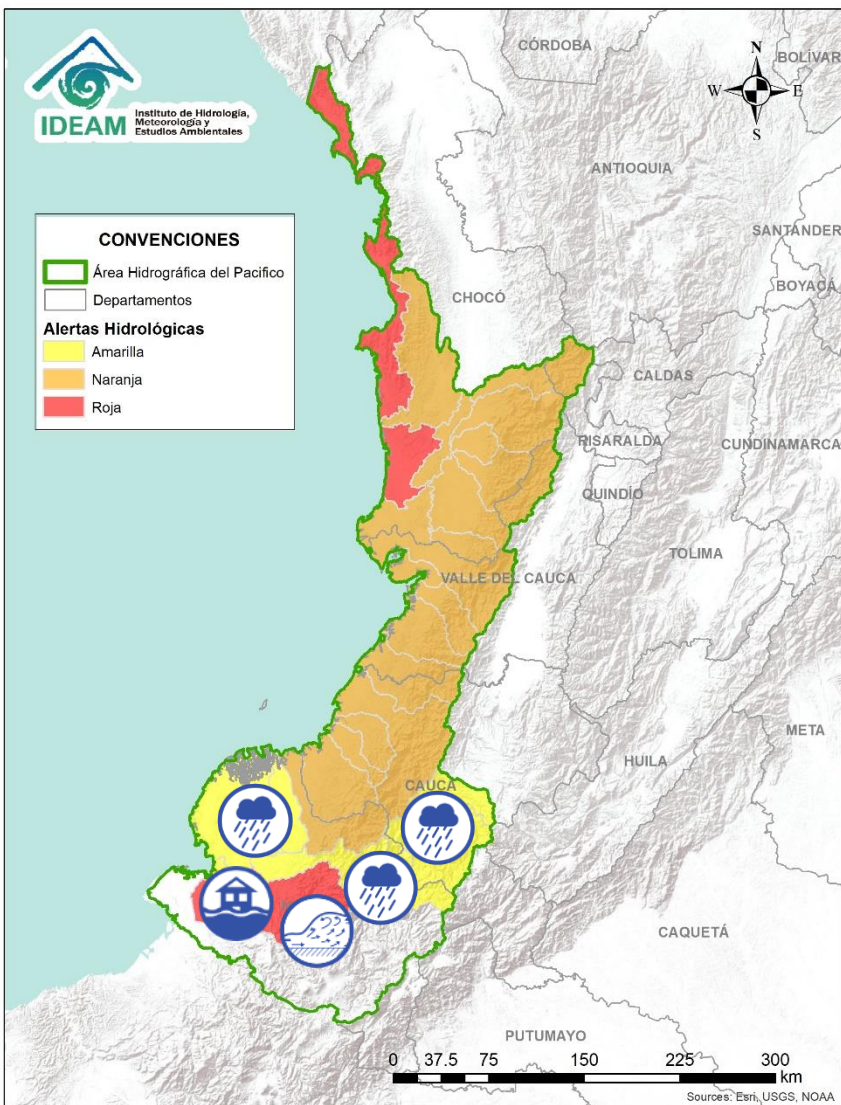 IDEAM
Instituto de Hidrología,
Meteorología y
Estudios Ambientales
CÓRDOBA
BOLÍVAR
N
W
E
S
ANTIOQUIA
SANTÁNDER
BOYACÁ
CONVENCIONES
Área Hidrográfica del Pacifico
Departamentos
Alertas Hidrológicas
Amarilla
Naranja
Roja
CHOCÓ
CALDAS
RISARALDA
CUNDINAMARCA
QUINDÍO
TOLIMA
VALLE DEL CAUCA
META
HUILA
CAUCA
CAQUETÁ
PUTUMAYO
0 37.5 75 150 225 300
km
Sources: Esri, USGS, NOAA